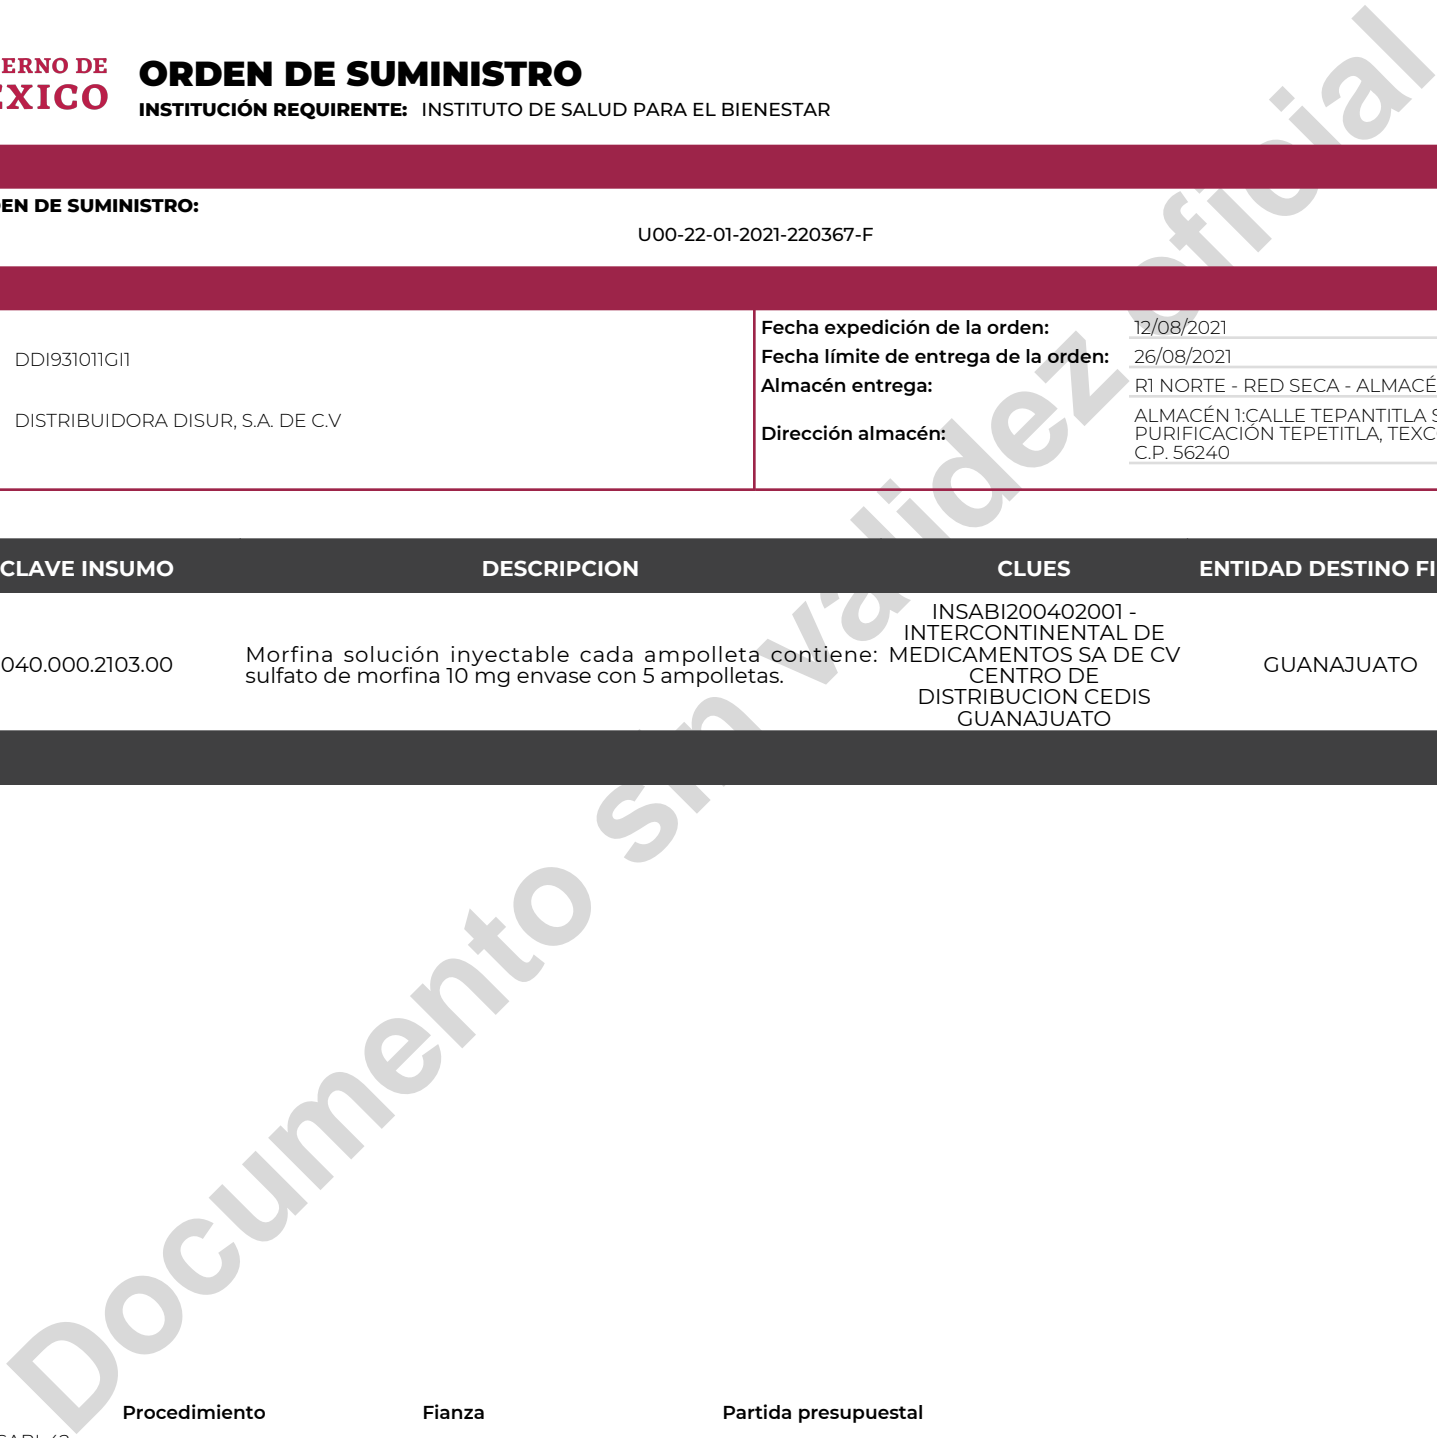 ERNO DE
EXICO
ORDEN DE SUMINISTRO
INSTITUCIÓN REQUIRENTE: INSTITUTO DE SALUD PARA EL BIENESTAR
EN DE SUMINISTRO:
U00-22-01-2021-220367-F
DDI931011GI1
DISTRIBUIDORA DISUR, S.A. DE C.V
Fecha expedición de la orden: 12/08/2021
Fecha límite de entrega de la orden: 26/08/2021
Almacén entrega: R1 NORTE - RED SECA - ALMACÉ
Dirección almacén:
ALMACÉN 1:CALLE TEPANTITLA S
PURIFICACIÓN TEPETITLA, TEXC
C.P. 56240
CLAVE INSUMO DESCRIPCION CLUES ENTIDAD DESTINO FI
040.000.2103.00
Morfina solución inyectable cada ampolleta contiene:
sulfato de morfina 10 mg envase con 5 ampolletas.
INSABI200402001 -
INTERCONTINENTAL DE
MEDICAMENTOS SA DE CV
CENTRO DE
DISTRIBUCION CEDIS
GUANAJUATO
GUANAJUATO
Documento sin validez oficial
Procedimiento Fianza Partida presupuestal